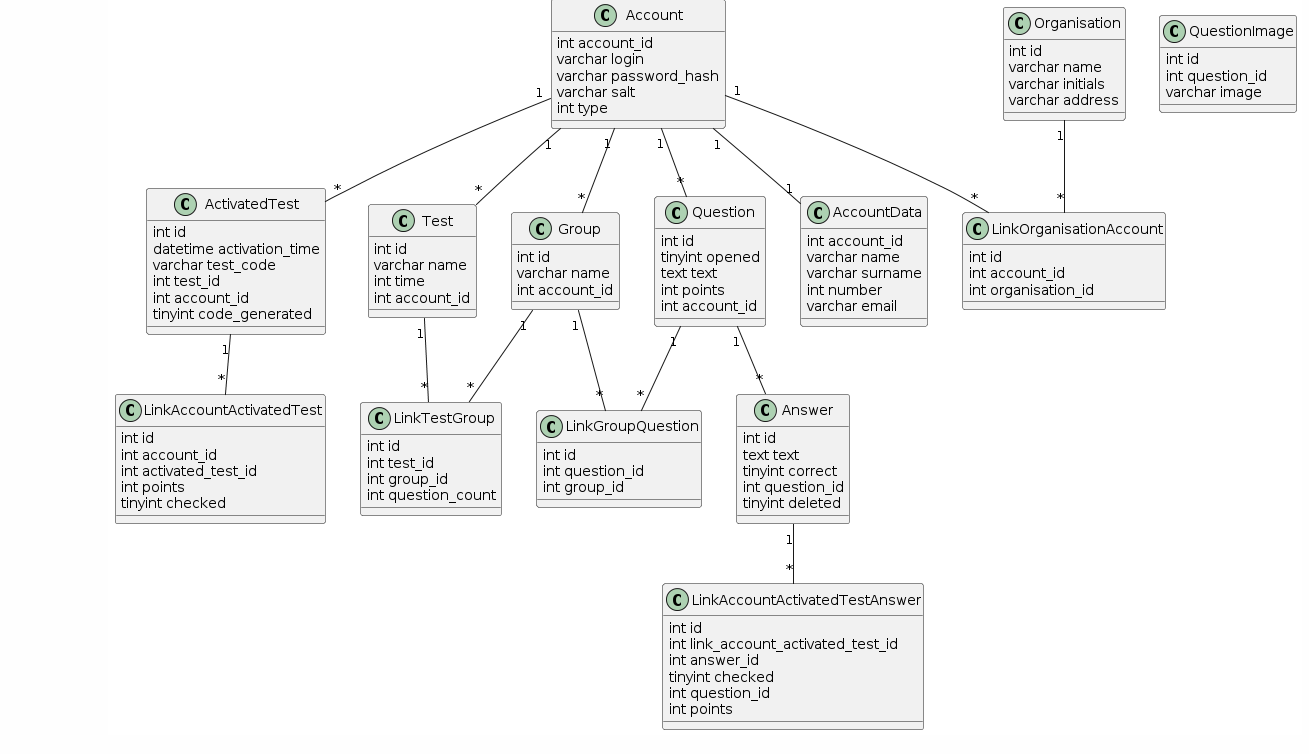 C Account
int account_id
varchar login
varchar password_hash
varchar salt
int type
C Organisation
int id
varchar name
varchar initials
varchar address
C QuestionImage
int id
int question_id
varchar image
1
1
1
1
1
1
1
*
*
*
*
1
*
*
C ActivatedTest
int id
datetime activation_time
varchar test_code
int test_id
int account_id
tinyint code_generated
C Test
int id
varchar name
int time
int account_id
C Group
int id
varchar name
int account_id
C Question
int id
tinyint opened
text text
int points
int account_id
C AccountData
int account_id
varchar name
varchar surname
int number
varchar email
C LinkOrganisationAccount
int id
int account_id
int organisation_id
1
1
1
1
1
1
*
*
*
*
*
*
C LinkAccountActivatedTest
int id
int account_id
int activated_test_id
int points
tinyint checked
C LinkTestGroup
int id
int test_id
int group_id
int question_count
C LinkGroupQuestion
int id
int question_id
int group_id
C Answer
int id
text text
tinyint correct
int question_id
tinyint deleted
1
*
C LinkAccountActivatedTestAnswer
int id
int link_account_activated_test_id
int answer_id
tinyint checked
int question_id
int points